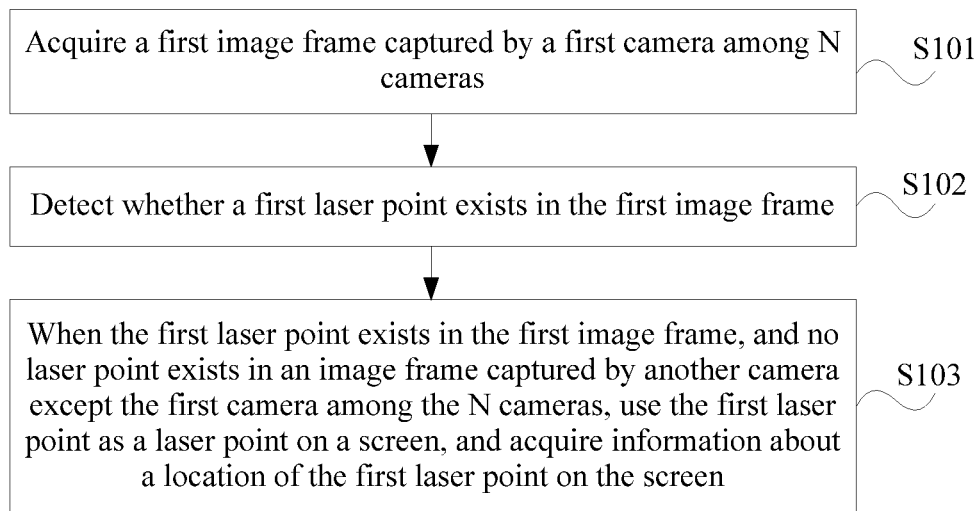 Acquire a first image frame captured by a first camera among N
cameras
S101
Detect whether a first laser point exists in the first image frame
S102
When the first laser point exists in the first image frame, and no
laser point exists in an image frame captured by another camera
except the first camera among the N cameras, use the first laser
point as a laser point on a screen, and acquire information about
a location of the first laser point on the screen
S103